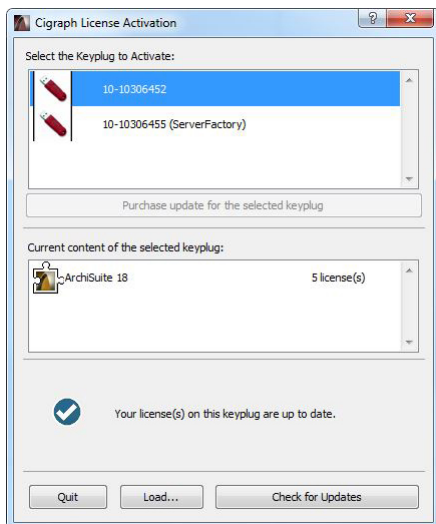 Cigraph License Activation
Select the Keyplug to Activate:
10-10306452
10-10306455 (ServerFactory)
Purchase update for the selected keyplug
Current content of the selected keyplug:
ArchiSuite 18 5 license(s)
Your license(s) on this keyplug are up to date.
Quit Load... Check for Updates